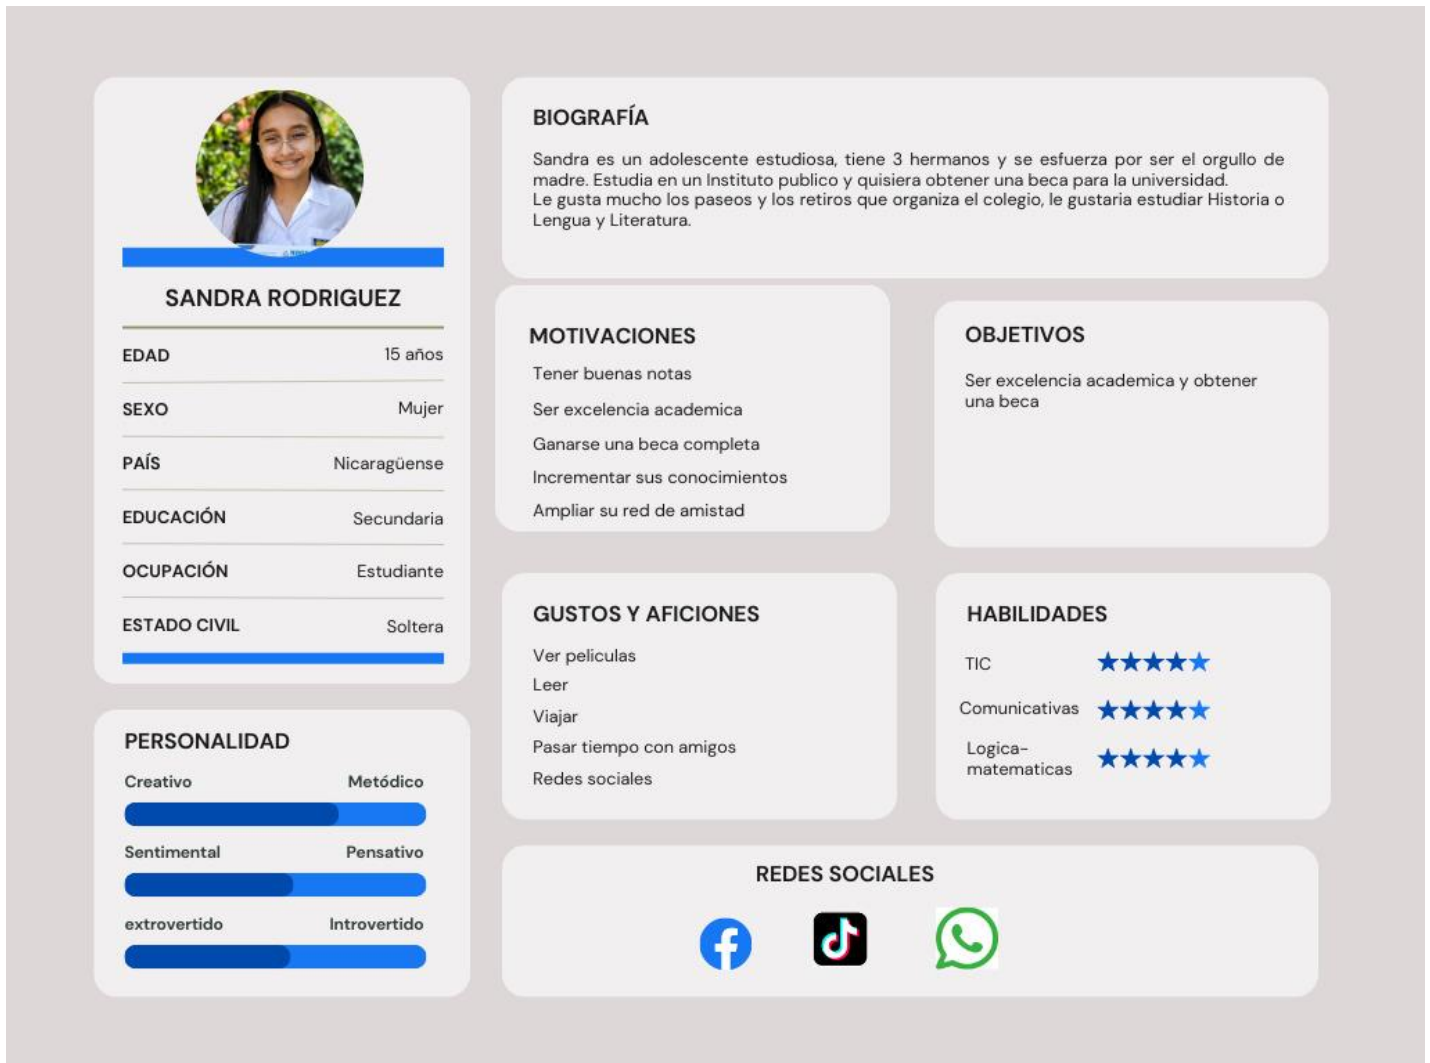 SANDRA RODRIGUEZ
EDAD 15 años
SEXO Mujer
PAÍS Nicaragüense
EDUCACIÓN Secundaria
OCUPACIÓN Estudiante
ESTADO CIVIL Soltera
PERSONALIDAD
Creativo Metódico
Sentimental Pensativo
extrovertido Introvertido
BIOGRAFÍA
Sandra es un adolescente estudiosa, tiene 3 hermanos y se esfuerza por ser el orgullo de
madre. Estudia en un Instituto publico y quisiera obtener una beca para la universidad.
Le gusta mucho los paseos y los retiros que organiza el colegio, le gustaria estudiar Historia o
Lengua y Literatura.
MOTIVACIONES
Tener buenas notas
Ser excelencia academica
Ganarse una beca completa
Incrementar sus conocimientos
Ampliar su red de amistad
OBJETIVOS
Ser excelencia academica y obtener
una beca
GUSTOS Y AFICIONES
Ver peliculas
Leer
Viajar
Pasar tiempo con amigos
Redes sociales
HABILIDADES
TIC
Comunicativas
Logica-
matematicas
REDES SOCIALES